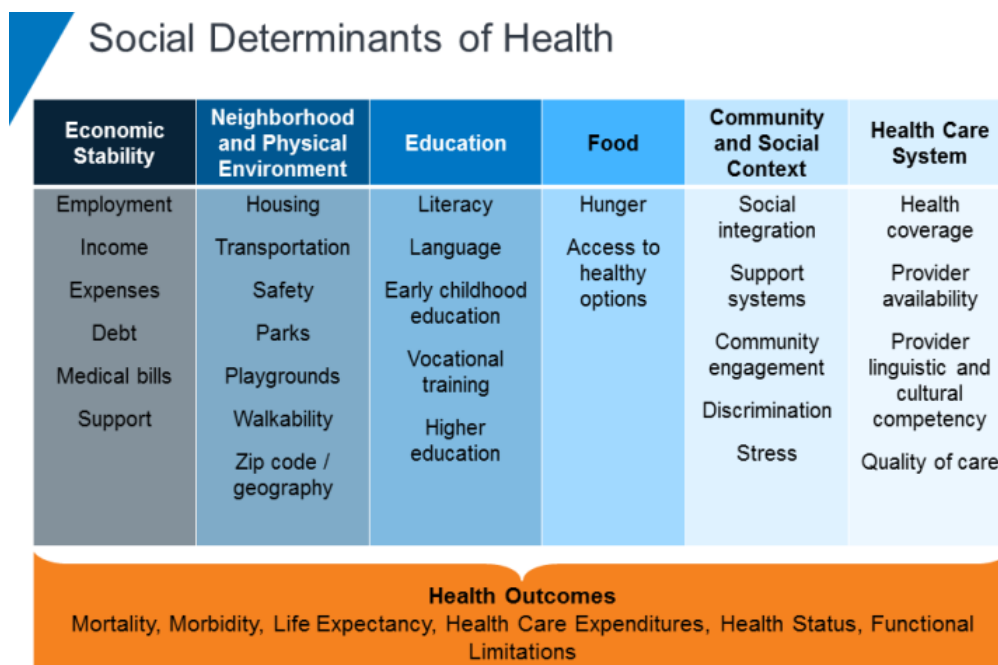 Social Determinants of Health
Economic
Stability
Neighborhood
and Physical
Environment
Education
Food
Community
and Social
Context
Health Care
System
Employment
Income
Expenses
Debt
Medical bills
Support
Housing
Transportation
Safety
Parks
Playgrounds
Walkability
Zip code /
geography
Literacy
Language
Early childhood
education
Vocational
training
Higher
education
Hunger
Access to
healthy
options
Social
integration
Support
systems
Community
engagement
Discrimination
Stress
Health
coverage
Provider
availability
Provider
linguistic and
cultural
competency
Quality of care
Health Outcomes
Mortality, Morbidity, Life Expectancy, Health Care Expenditures, Health Status, Functional
Limitations